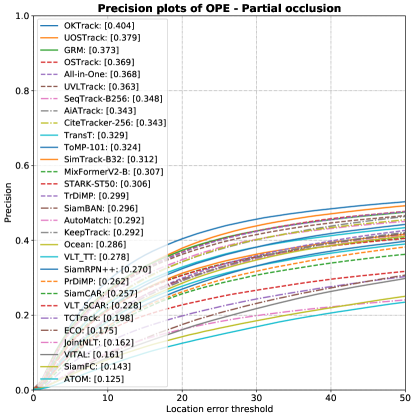 Precision plots of OPE - Partial occlusion
1.0
0.8
0.6
0.4
0.2
0.0
Precision
OKTrack: [0.404]
UOSTrack: [0.379]
GRM: [0.373]
OSTrack: [0.369]
All-in-One: [0.368]
UVLTrack: [0.363]
SeqTrack-B256: [0.348]
AiATrack: [0.343]
CiteTracker-256: [0.343]
TransT: [0.329]
ToMP-101: [0.324]
SimTrack-B32: [0.312]
MixFormerV2-B: [0.307]
STARK-ST50: [0.306]
TrDiMP: [0.299]
SiamBAN: [0.296]
AutoMatch: [0.292]
KeepTrack: [0.292]
Ocean: [0.286]
VLT_TT: [0.278]
SiamRPN++: [0.270]
PrDiMP: [0.262]
SiamCAR: [0.257]
VLT_SCAR: [0.228]
TCTrack: [0.198]
ECO: [0.175]
JointNLT: [0.162]
VITAL: [0.161]
SiamFC: [0.143]
ATOM: [0.125]
0 10 20 30 40 50
Location error threshold